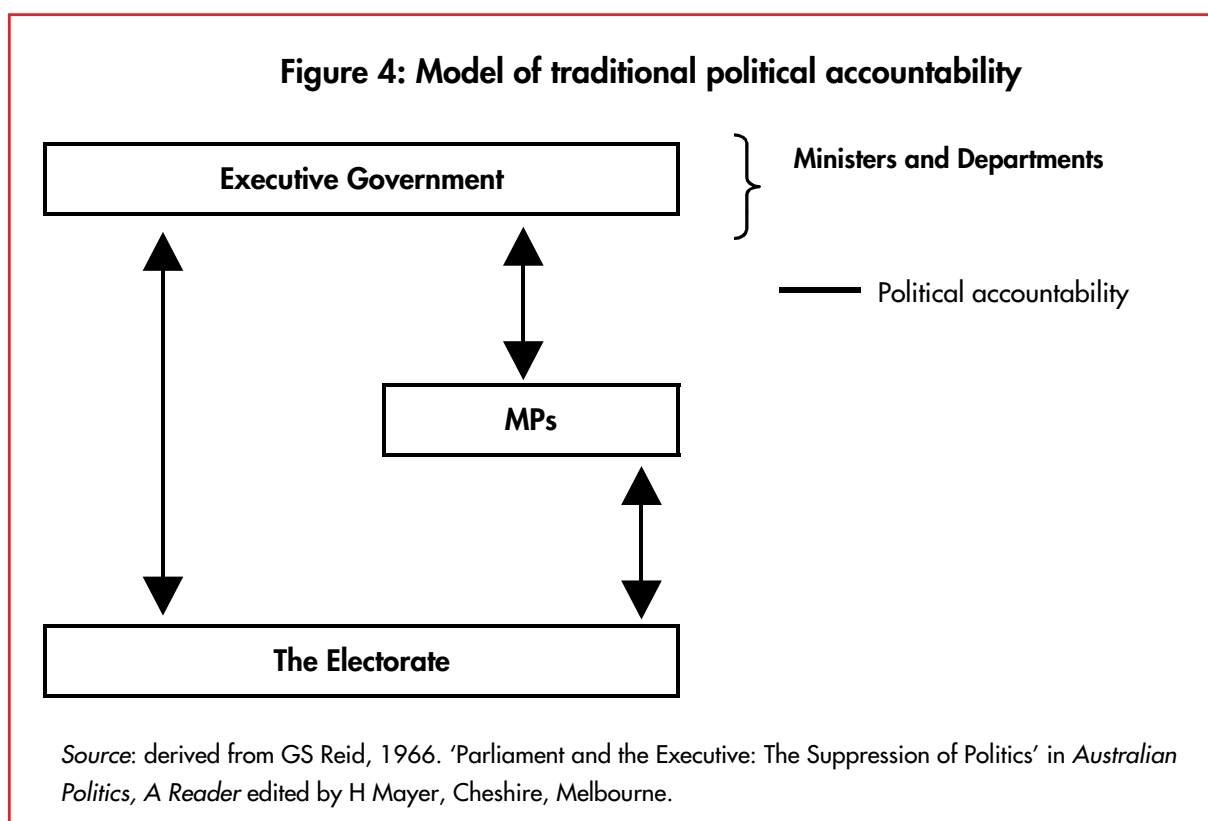 Figure 4: Model of traditional political accountability
Executive Government
Ministers and Departments
Political accountability
MPs
The Electorate
Source: derived from GS Reid, 1966. ‘Parliament and the Executive: The Suppression of Politics’ in Australian
Politics, A Reader edited by H Mayer, Cheshire, Melbourne.